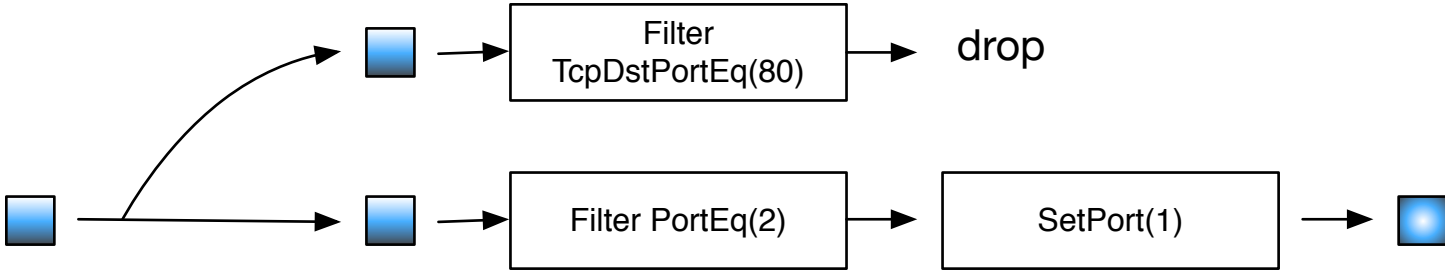 Filter
TcpDstPortEq(80)
drop
Filter PortEq(2)
SetPort(1)